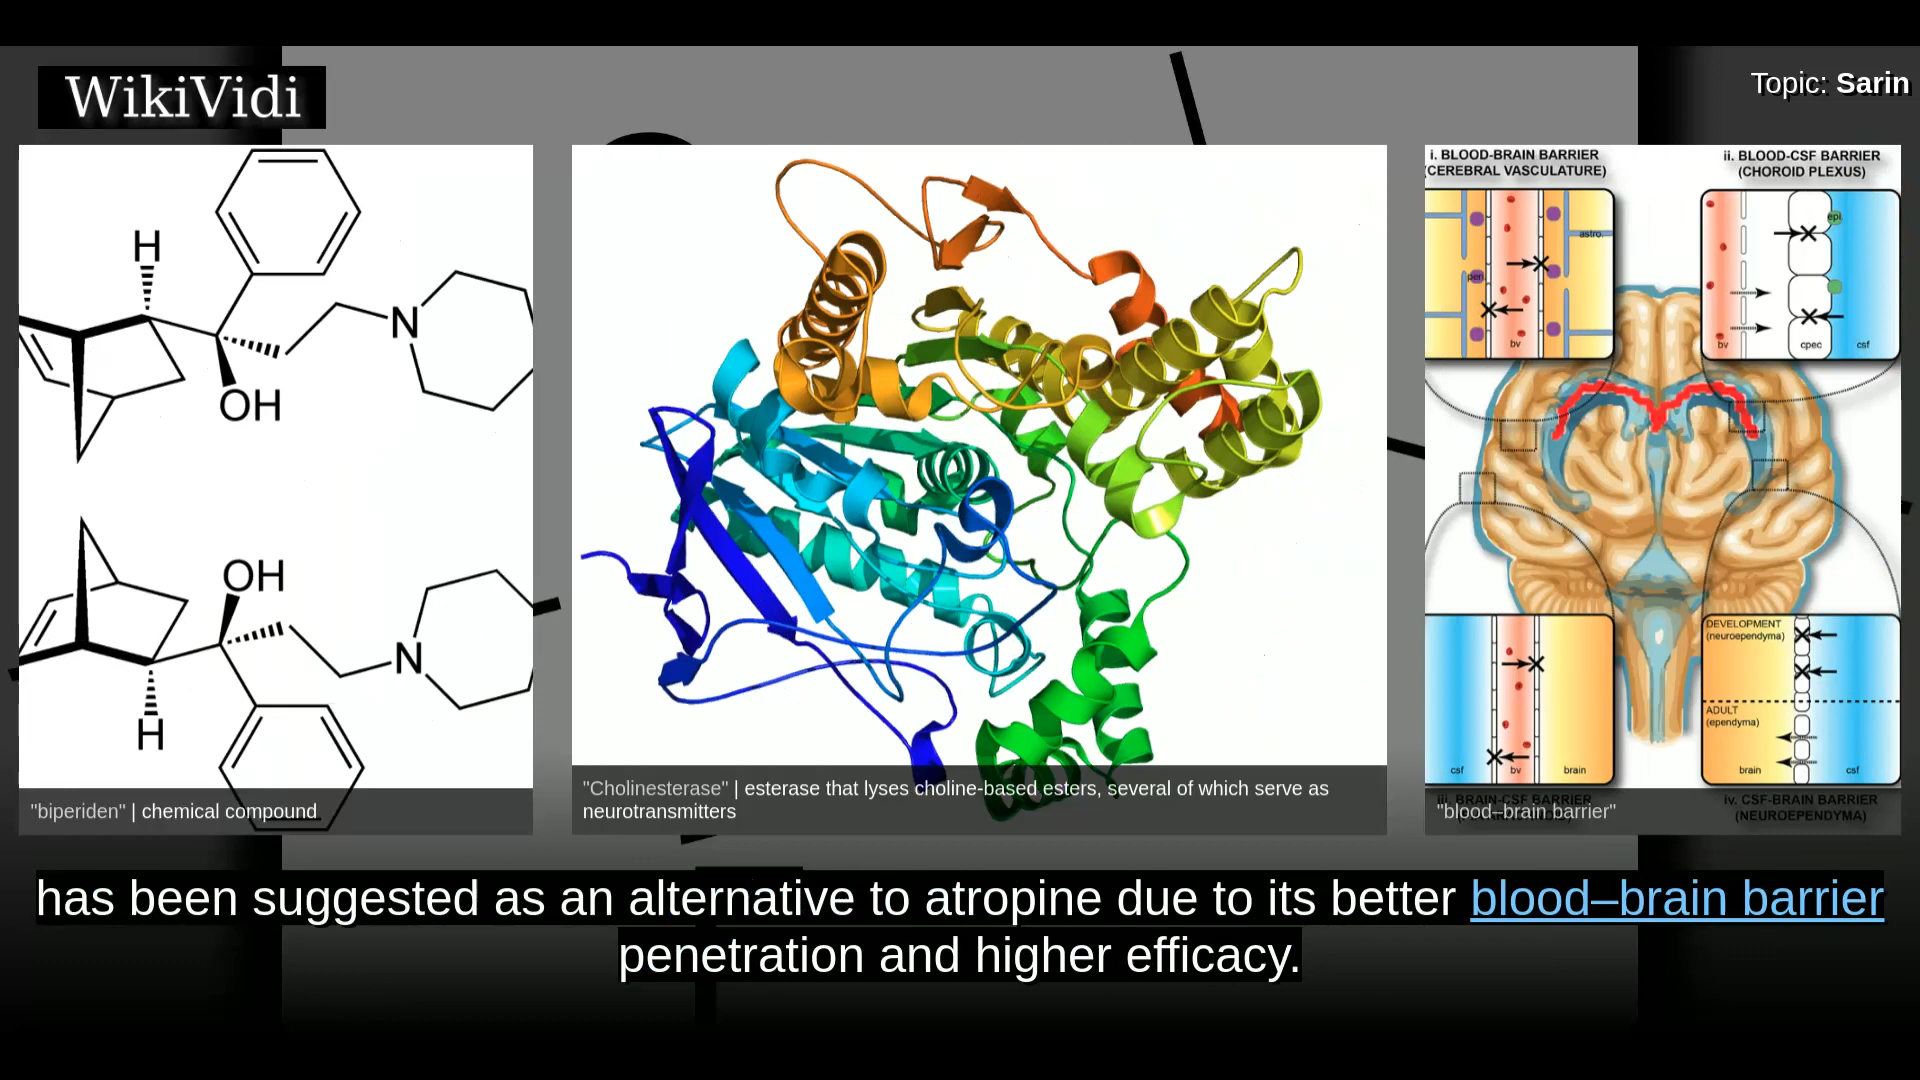 WikiVidi
Topic: Sarin
H
N
OH
OH
N
H
"biperiden" | chemical compound
"Cholinesterase" | esterase that lyses choline-based esters, several of which serve as
neurotransmitters
i. BLOOD-BRAIN BARRIER
(CEREBRAL VASCULATURE)
astro.
peri.
bv
ii. BLOOD-CSF BARRIER
(CHOROID PLEXUS)
epi.
bv
cpec
csf
csf
bv
brain
iii. BRAIN-CSF BARRIER
DEVELOPMENT
(neuroependyma)
ADULT
(ependyma)
brain
csf
iv. CSF-BRAIN BARRIER
(NEUROEPENDYMA)
"blood–brain barrier"
has been suggested as an alternative to atropine due to its better blood–brain barrier
penetration and higher efficacy.